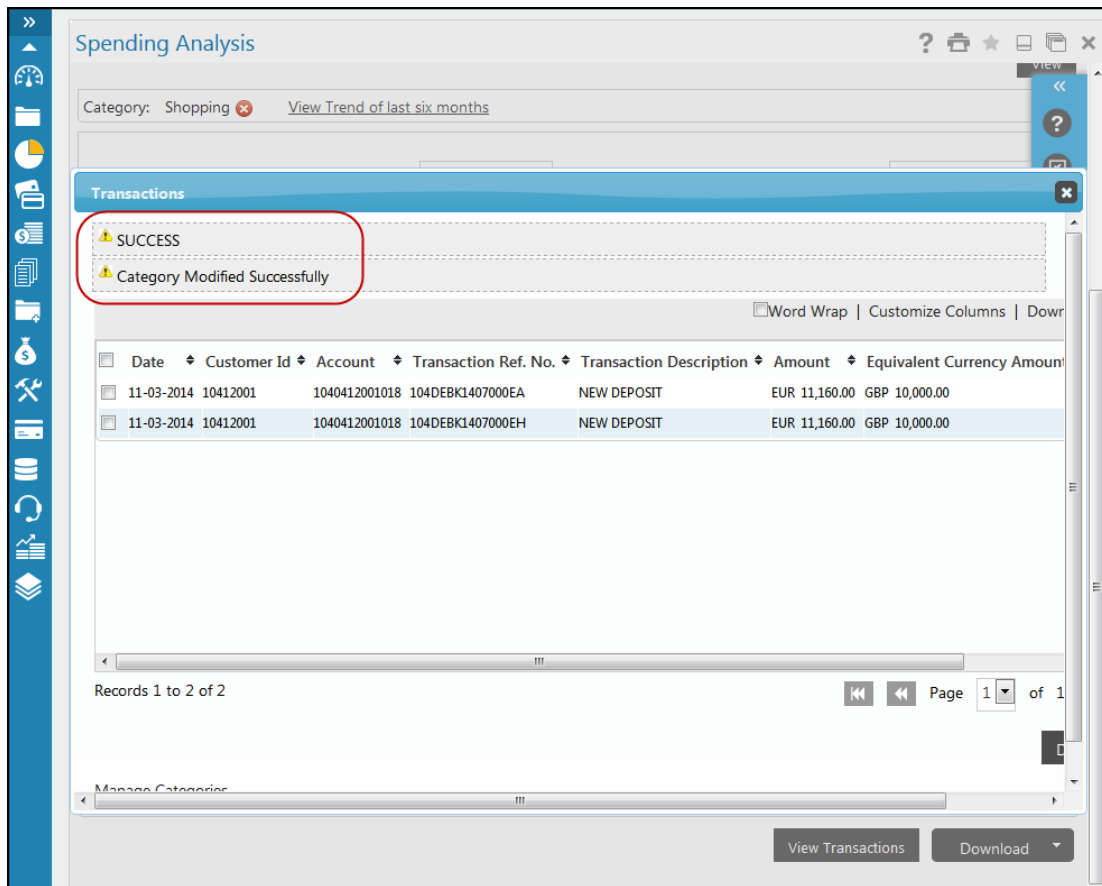 Spending Analysis
View
Category: Shopping View Trend of last six months
Transactions
SUCCESS
Category Modified Successfully
Word Wrap | Customize Columns | Down
Date Customer Id Account Transaction Ref. No. Transaction Description Amount Equivalent Currency Amount
11-03-2014 10412001 1040412001018 104DEBK1407000EA NEW DEPOSIT EUR 11,160.00 GBP 10,000.00
11-03-2014 10412001 1040412001018 104DEBK1407000EH NEW DEPOSIT EUR 11,160.00 GBP 10,000.00
Records 1 to 2 of 2 Page 1 of 1
D
Manage Categories
View Transactions Download